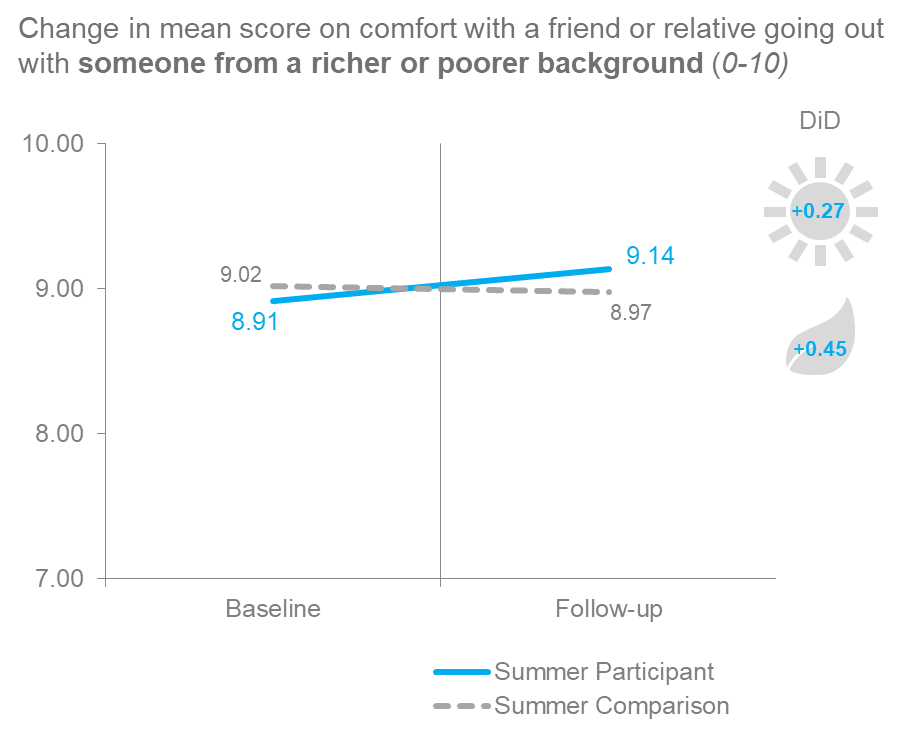 Change in mean score on comfort with a friend or relative going out
with someone from a richer or poorer background (0-10)
DiD
10.00
+0.27
9.14
9.02
9.00
8.97
8.91
+0.45
8.00
7.00
Baseline
Follow-up
Summer Participant
Summer Comparison